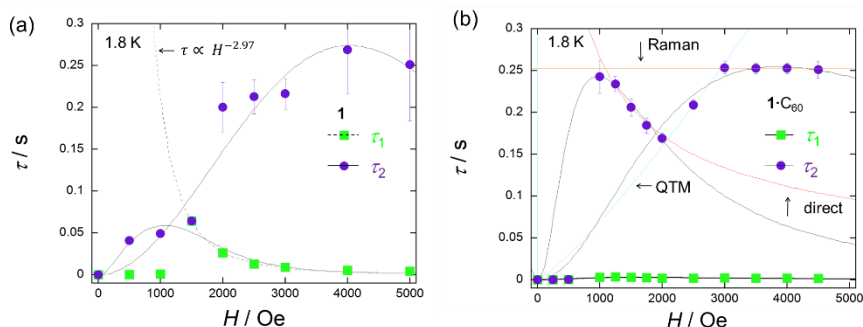 (a)
0.3
0.25
0.2
0.15
0.1
0.05
0
τ / s
1.8 K
← τ ∝ H^−2.97
1
τ₁
τ₂
0 1000 2000 3000 4000 5000
H / Oe
(b)
0.3
0.25
0.2
0.15
0.1
0.05
0
τ / s
1.8 K
↓ Raman
1·C₆₀
τ₁
τ₂
← QTM
↑ direct
0 1000 2000 3000 4000 5000
H / Oe